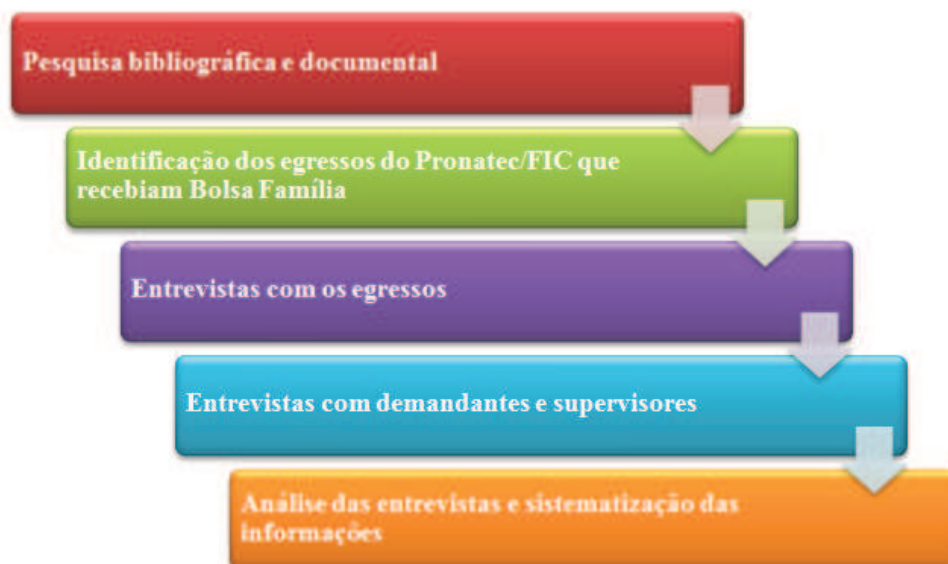 Pesquisa bibliográfica e documental
Identificação dos egressos do Pronatec/FIC que
recebiam Bolsa Família
Entrevistas com os egressos
Entrevistas com demandantes e supervisores
Análise das entrevistas e sistematização das
informações